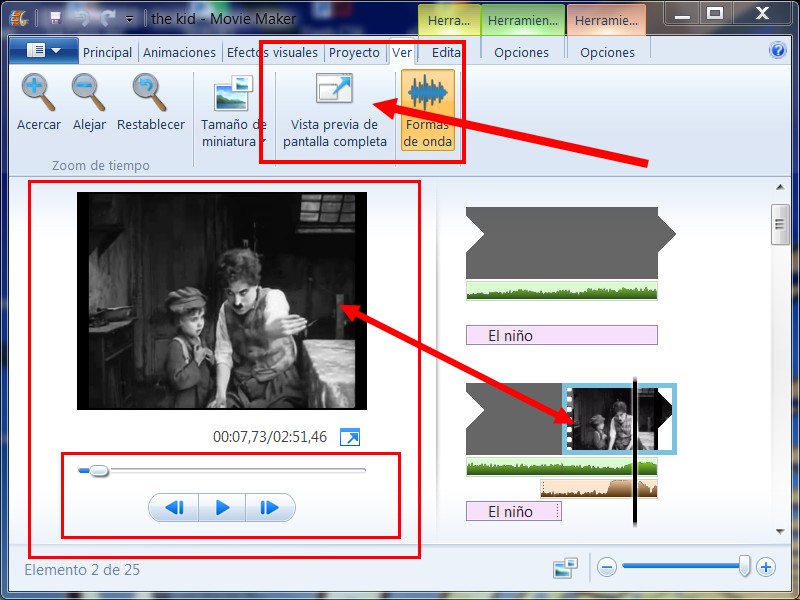 the kid - Movie Maker
Herra...
Herramien...
Herramie...
Principal
Animaciones
Efectos visuales
Proyecto
Ver
Edita
Opciones
Opciones
Acercar
Alejar
Restablecer
Tamaño de
miniatura
Vista previa de
pantalla completa
Formas
de onda
Zoom de tiempo
El niño
00:07,73/02:51,46
El niño
Elemento 2 de 25